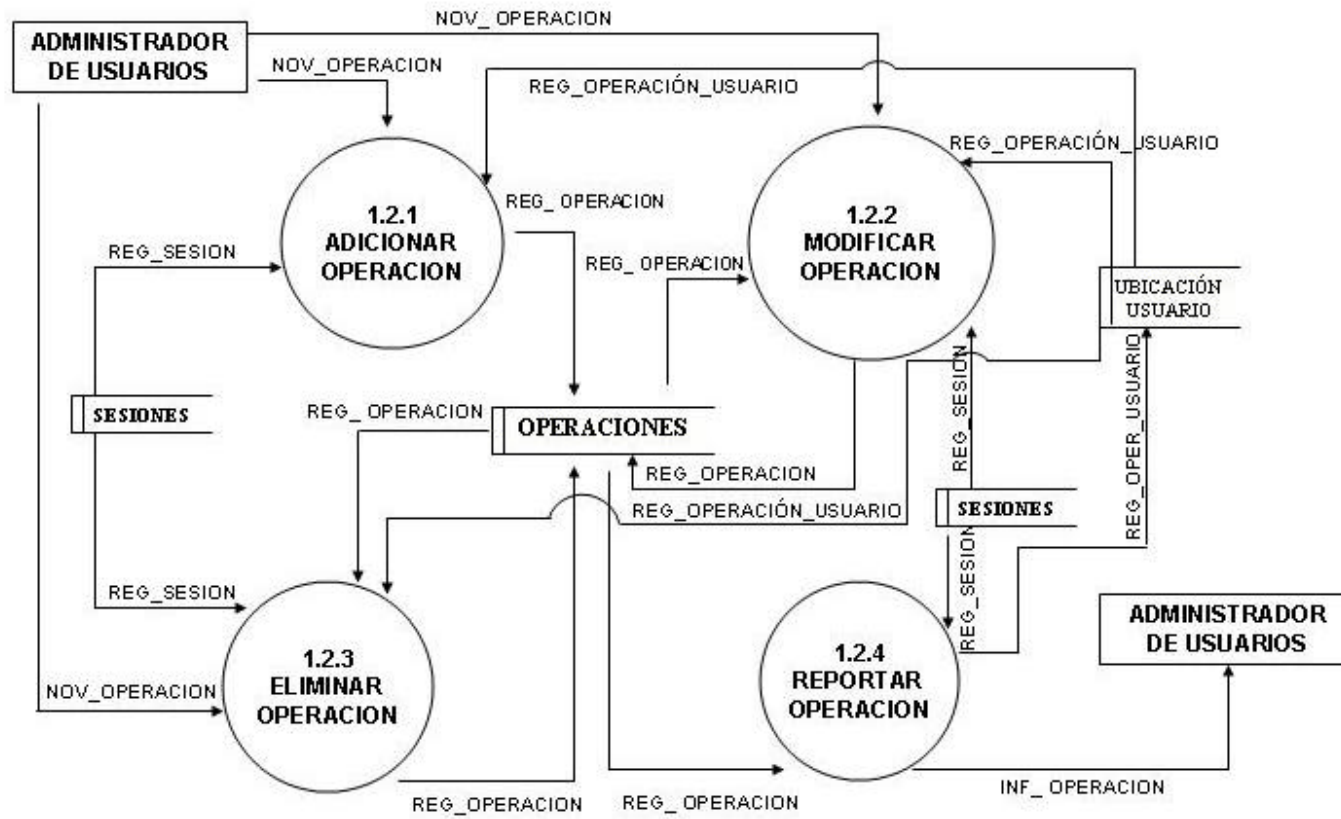 NOV_ OPERACION
ADMINISTRADOR
DE USUARIOS
NOV_OPERACION
REG_OPERACIÓN_USUARIO
REG_OPERACIÓN_USUARIO
1.2.1
ADICIONAR
OPERACION
REG_ OPERACION
1.2.2
MODIFICAR
OPERACION
REG_SESION
REG_ OPERACION
UBICACIÓN
USUARIO
SESIONES
REG_ OPERACION
OPERACIONES
REG_SESION
REG_OPER_USUARIO
REG_OPERACION
REG_OPERACIÓN_USUARIO
SESIONES
REG_SESION
REG_SESION
1.2.3
ELIMINAR
OPERACION
1.2.4
REPORTAR
OPERACION
ADMINISTRADOR
DE USUARIOS
NOV_OPERACION
REG_OPERACION
REG_OPERACION
INF_ OPERACION